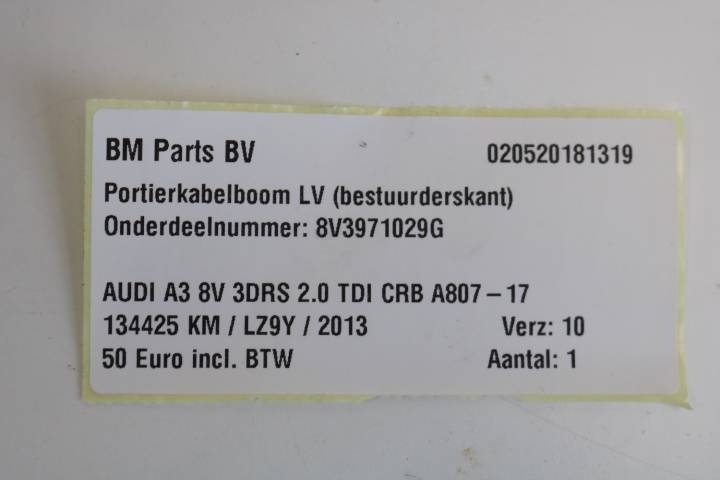 BM Parts BV 020520181319
Portierkabelboom LV (bestuurderskant)
Onderdeelnummer: 8V3971029G
AUDI A3 8V 3DRS 2.0 TDI CRB A807 – 17
134425 KM / LZ9Y / 2013 Verz: 10
50 Euro incl. BTW Aantal: 1